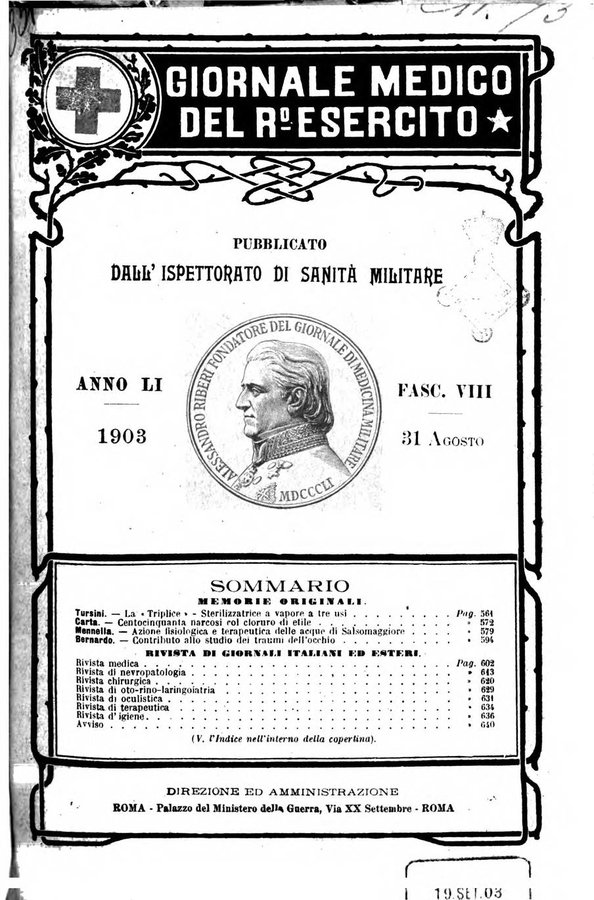 GIORNALE MEDICO
DEL R.º ESERCITO
PUBBLICATO
DALL' ISPETTORATO DI SANITÀ MILITARE
ANNO LI
1903
ALESSANDRO RIBERI FONDATORE DEL GIORNALE DI MEDICINA MILITARE
MDCCCLI
FASC. VIII
31 AGOSTO
SOMMARIO
MEMORIE ORIGINALI.
Tursini. — La « Triplice » - Sterilizzatrice a vapore a tre usi . . . . . . . . . Pag. 561
Carta. — Centocinquanta narcosi col cloruro di etile . . . . . . . . . . . . » 572
Mennella. — Azione fisiologica e terapeutica delle acque di Salsomaggiore . . . . » 579
Bernardo. — Contributo allo studio dei traumi dell'occhio . . . . . . . . . . » 594
RIVISTA DI GIORNALI ITALIANI ED ESTERI.
Rivista medica . . . . . . . . . . . . . . . . . . . . Pag. 602
Rivista di nevropatologia . . . . . . . . . . . . . . . . . » 613
Rivista chirurgica . . . . . . . . . . . . . . . . . . . » 620
Rivista di oto-rino-laringoiatria . . . . . . . . . . . . . . . » 629
Rivista di oculistica . . . . . . . . . . . . . . . . . . » 631
Rivista di terapeutica . . . . . . . . . . . . . . . . . . » 634
Rivista d'igiene . . . . . . . . . . . . . . . . . . . . » 636
Avviso . . . . . . . . . . . . . . . . . . . . . . . » 640
(V. l'Indice nell'interno della copertina).
DIREZIONE ED AMMINISTRAZIONE
ROMA - Palazzo del Ministero della Guerra, Via XX Settembre - ROMA
19.SET.03